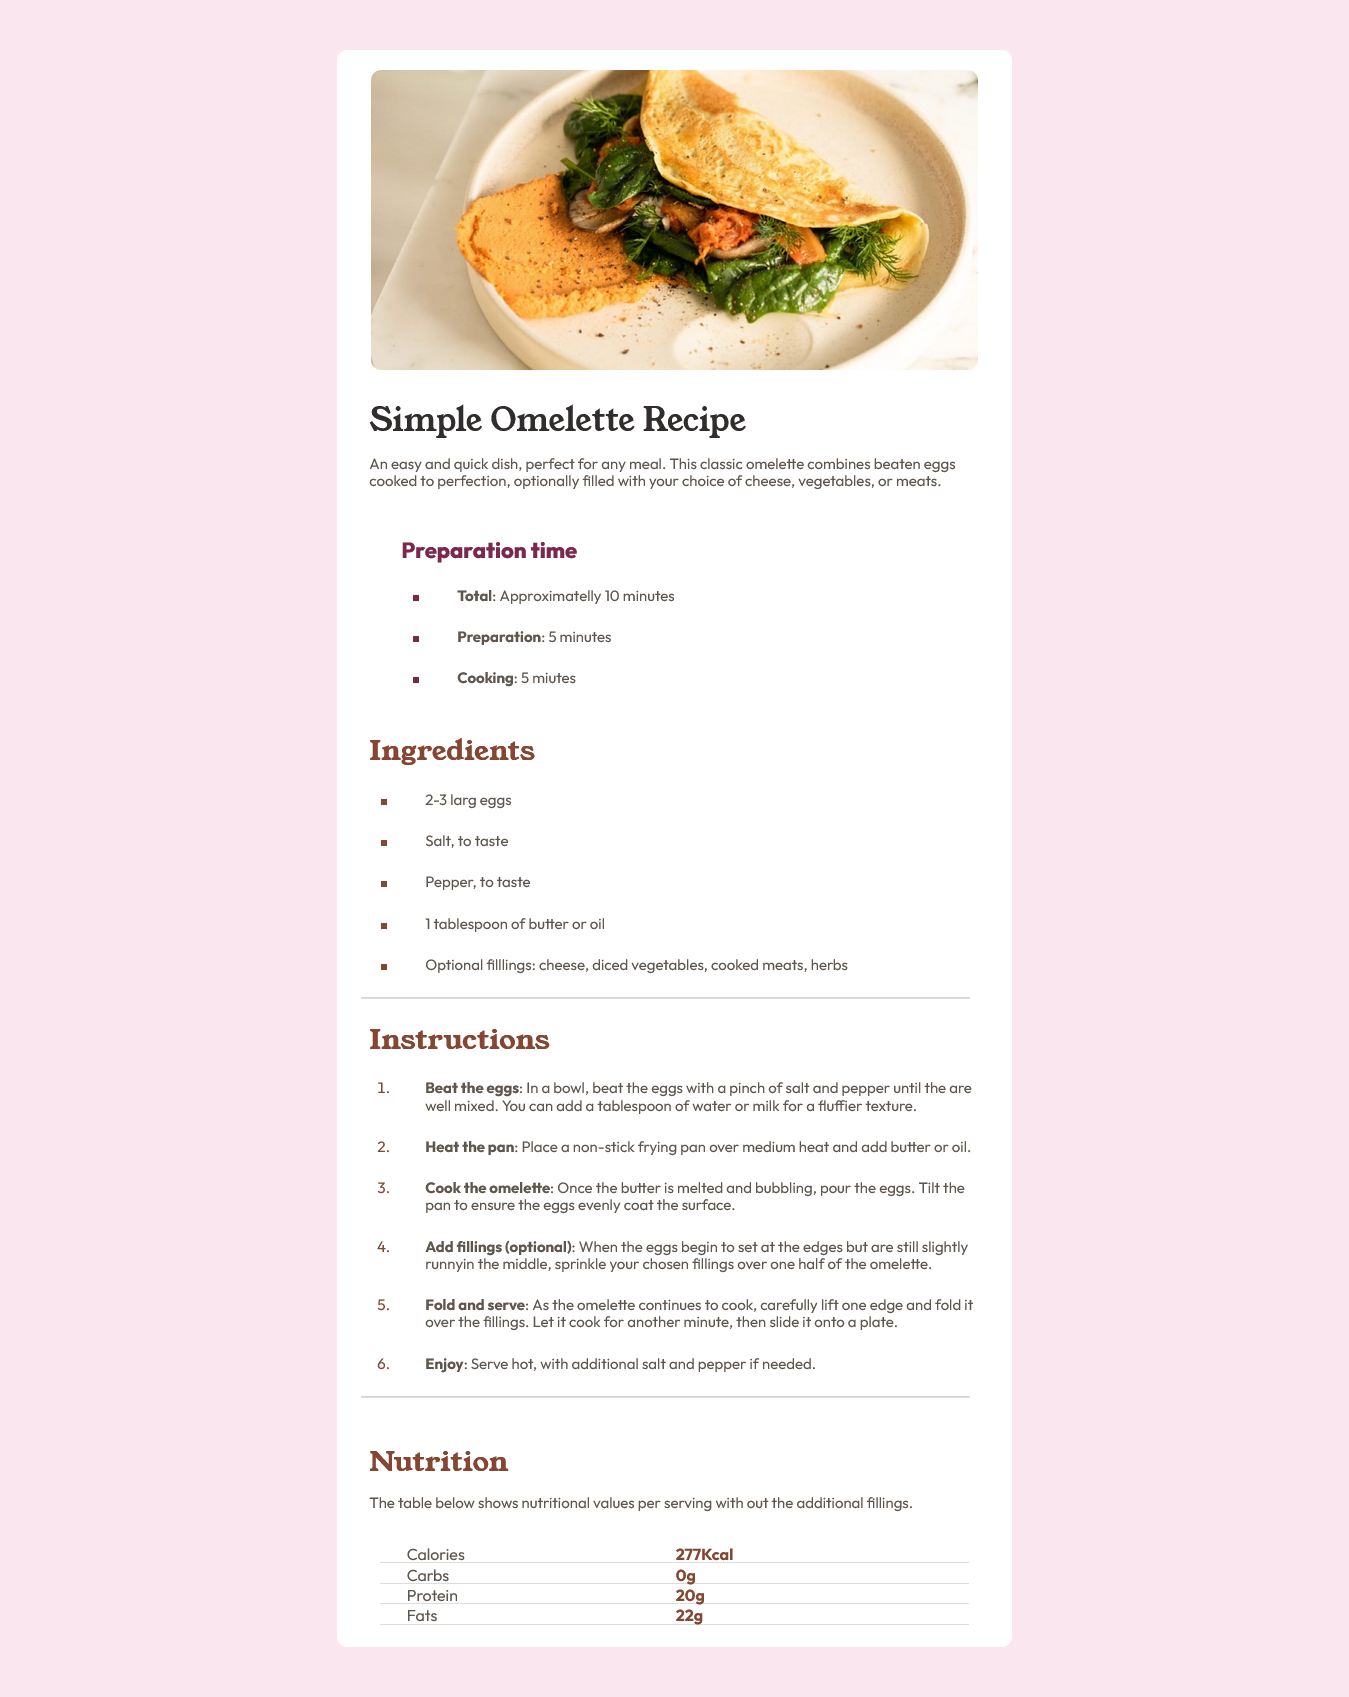 Simple Omelette Recipe
An easy and quick dish, perfect for any meal. This classic omelette combines beaten eggs
cooked to perfection, optionally filled with your choice of cheese, vegetables, or meats.
Preparation time
Total: Approximatelly 10 minutes
Preparation: 5 minutes
Cooking: 5 miutes
Ingredients
2-3 larg eggs
Salt, to taste
Pepper, to taste
1 tablespoon of butter or oil
Optional filllings: cheese, diced vegetables, cooked meats, herbs
Instructions
1. Beat the eggs: In a bowl, beat the eggs with a pinch of salt and pepper until the are
well mixed. You can add a tablespoon of water or milk for a fluffier texture.
2. Heat the pan: Place a non-stick frying pan over medium heat and add butter or oil.
3. Cook the omelette: Once the butter is melted and bubbling, pour the eggs. Tilt the
pan to ensure the eggs evenly coat the surface.
4. Add fillings (optional): When the eggs begin to set at the edges but are still slightly
runnyin the middle, sprinkle your chosen fillings over one half of the omelette.
5. Fold and serve: As the omelette continues to cook, carefully lift one edge and fold it
over the fillings. Let it cook for another minute, then slide it onto a plate.
6. Enjoy: Serve hot, with additional salt and pepper if needed.
Nutrition
The table below shows nutritional values per serving with out the additional fillings.
Calories 277Kcal
Carbs 0g
Protein 20g
Fats 22g